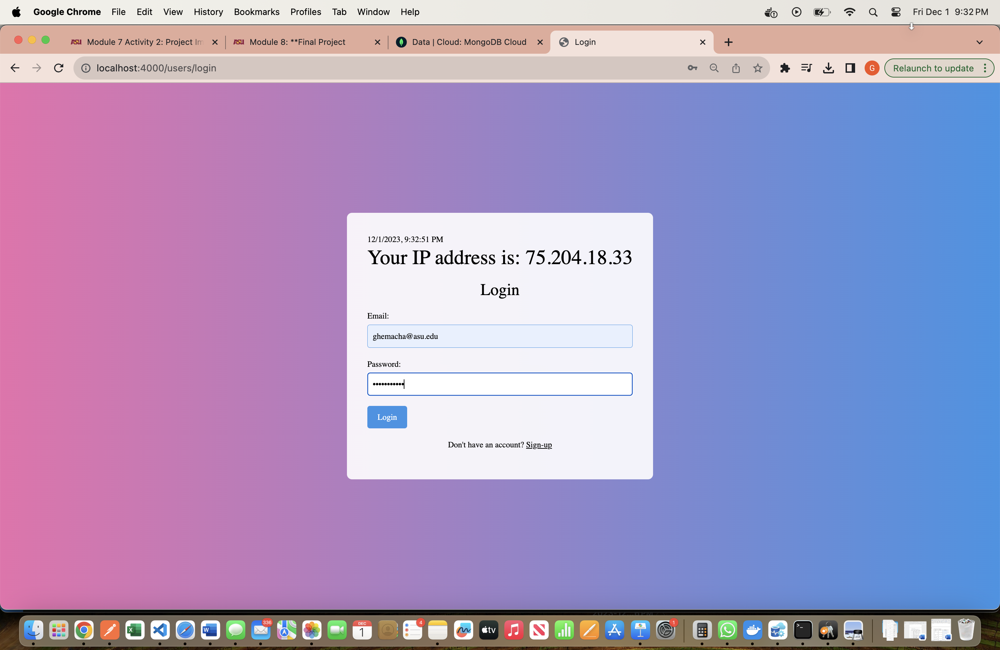 Google Chrome File Edit View History Bookmarks Profiles Tab Window Help Fri Dec 1 9:32 PM
ASU Module 7 Activity 2: Project Im ASU Module 8: **Final Project Data | Cloud: MongoDB Cloud Login
localhost:4000/users/login G Relaunch to update
12/1/2023, 9:32:51 PM
Your IP address is: 75.204.18.33
Login
Email:
ghemacha@asu.edu
Password:
•••••••••••
Login
Don't have an account? Sign-up
336 DEC 1 4 tv 1